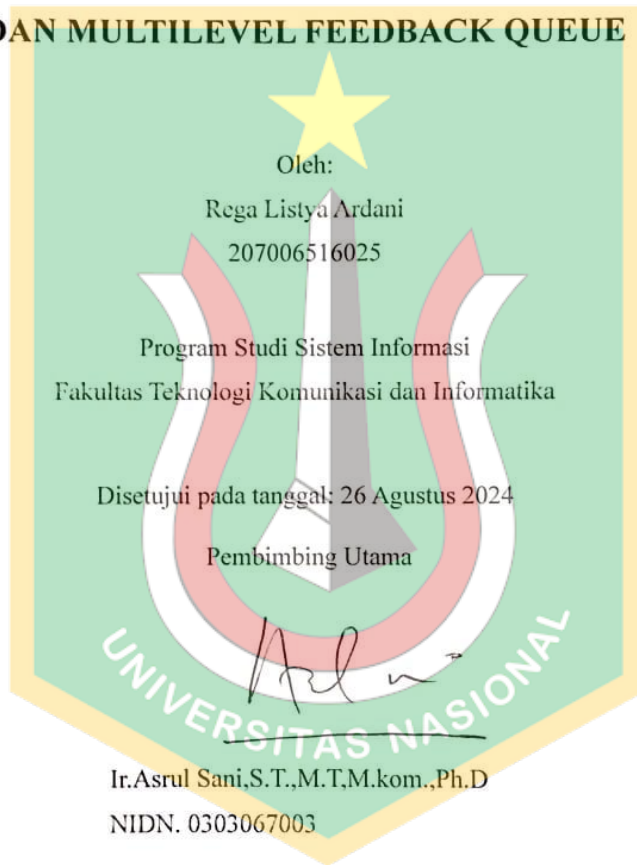 DAN MULTILEVEL FEEDBACK QUEUE
Oleh:
Rega Listya Ardani
207006516025
Program Studi Sistem Informasi
Fakultas Teknologi Komunikasi dan Informatika
Disetujui pada tanggal: 26 Agustus 2024
Pembimbing Utama
UNIVERSITAS NASIONAL
Ir.Asrul Sani,S.T.,M.T,M.kom.,Ph.D
NIDN. 0303067003